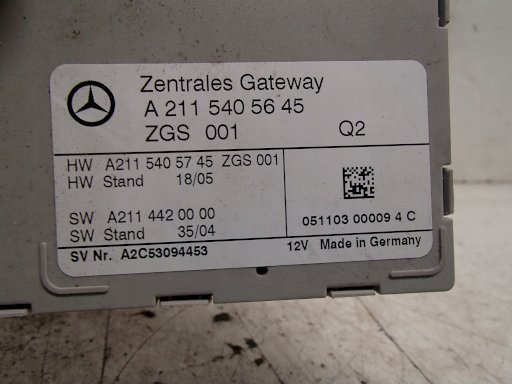 Zentrales Gateway
A 211 540 56 45
ZGS 001 Q2
HW A211 540 57 45 ZGS 001
HW Stand 18/05
SW A211 442 00 00
SW Stand 35/04
051103 00009 4 C
SV Nr. A2C53094453
12V Made in Germany